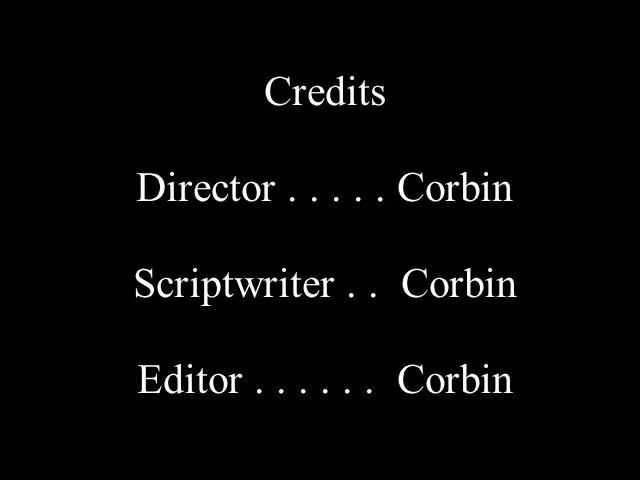 Credits
Director . . . . . Corbin
Scriptwriter . .  Corbin
Editor . . . . . .  Corbin